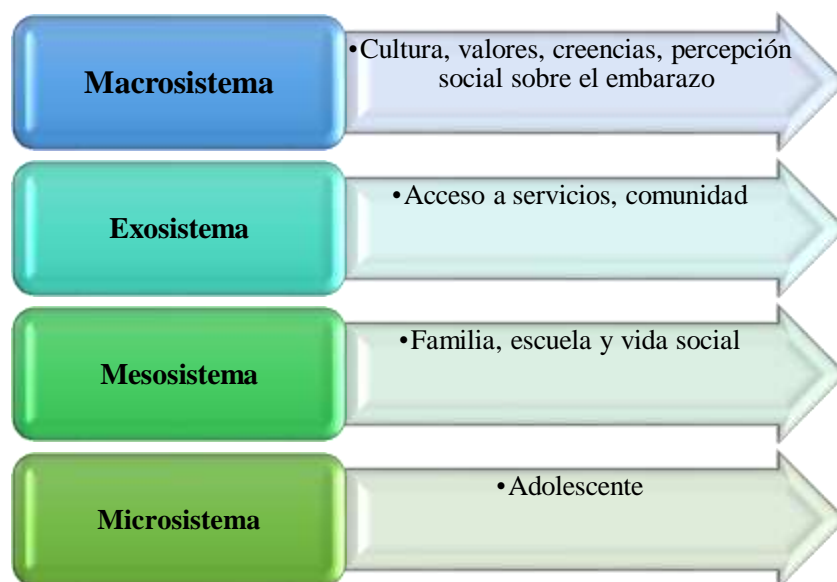 Macrosistema
•Cultura, valores, creencias, percepción
social sobre el embarazo
Exosistema
•Acceso a servicios, comunidad
Mesosistema
•Familia, escuela y vida social
Microsistema
•Adolescente